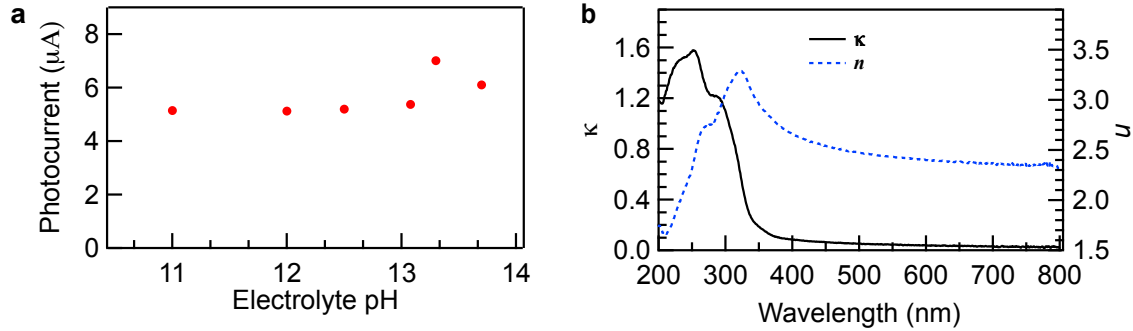 a
Photocurrent (μA)
8
6
4
2
0
11
12
13
14
Electrolyte pH
b
κ
n
κ
1.6
1.2
0.8
0.4
0.0
3.5
3.0
2.5
2.0
1.5
n
200
300
400
500
600
700
800
Wavelength (nm)